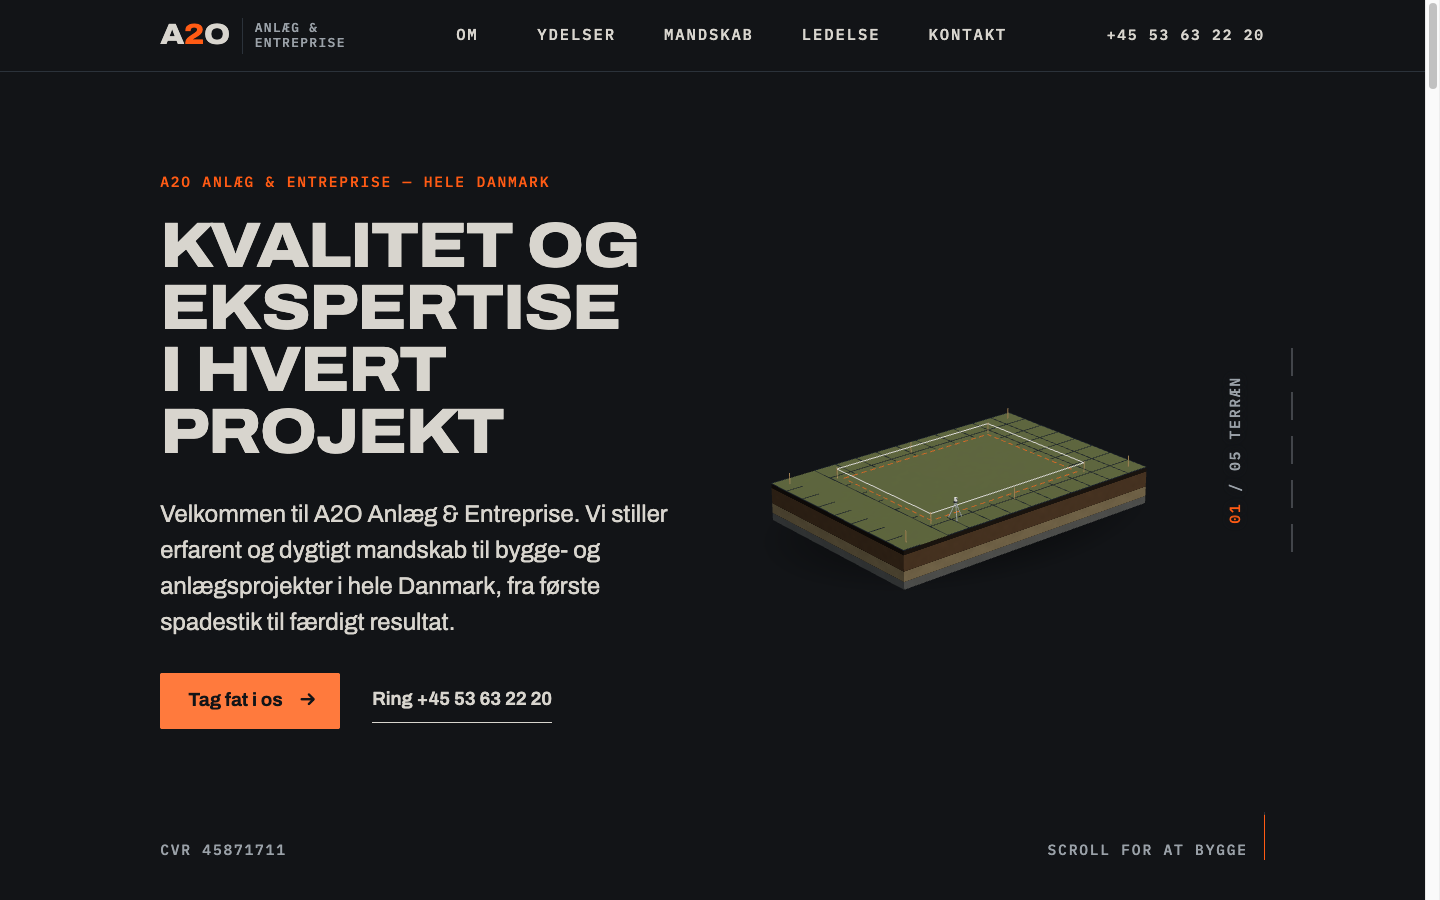 A2O
ANLÆG &
ENTREPRISE
OM
YDELSER
MANDSKAB
LEDELSE
KONTAKT
+45 53 63 22 20
A2O ANLÆG & ENTREPRISE — HELE DANMARK
KVALITET OG
EKSPERTISE
I HVERT
PROJEKT
Velkommen til A2O Anlæg & Entreprise. Vi stiller
erfarent og dygtigt mandskab til bygge- og
anlægsprojekter i hele Danmark, fra første
spadestik til færdigt resultat.
Tag fat i os →
Ring +45 53 63 22 20
01 / 05 TERRÆN
CVR 45871711
SCROLL FOR AT BYGGE